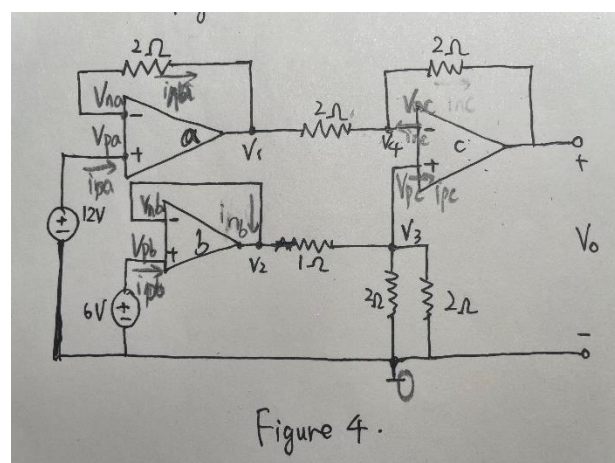 2Ω
2Ω
Vna
ina
Vpa
a
ipa
-
+
V1
2Ω
V4
Vnc
inc
inc
-
+
c
Vpc
ipc
+
12V
Vnb
-
+
b
inb
Vpb
ipb
V2
1Ω
V3
Vo
6V
2Ω
2Ω
-
0
Figure 4.